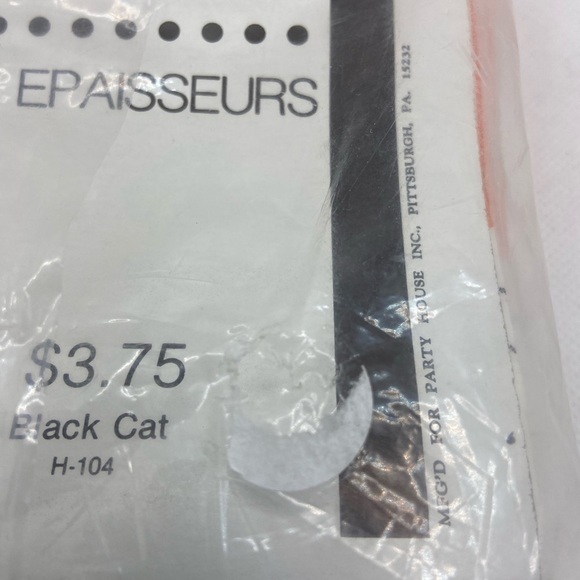 EPAISSEURS
$3.75
Black Cat
H-104
MFG'D FOR PARTY HOUSE INC., PITTSBURGH, PA. 15232